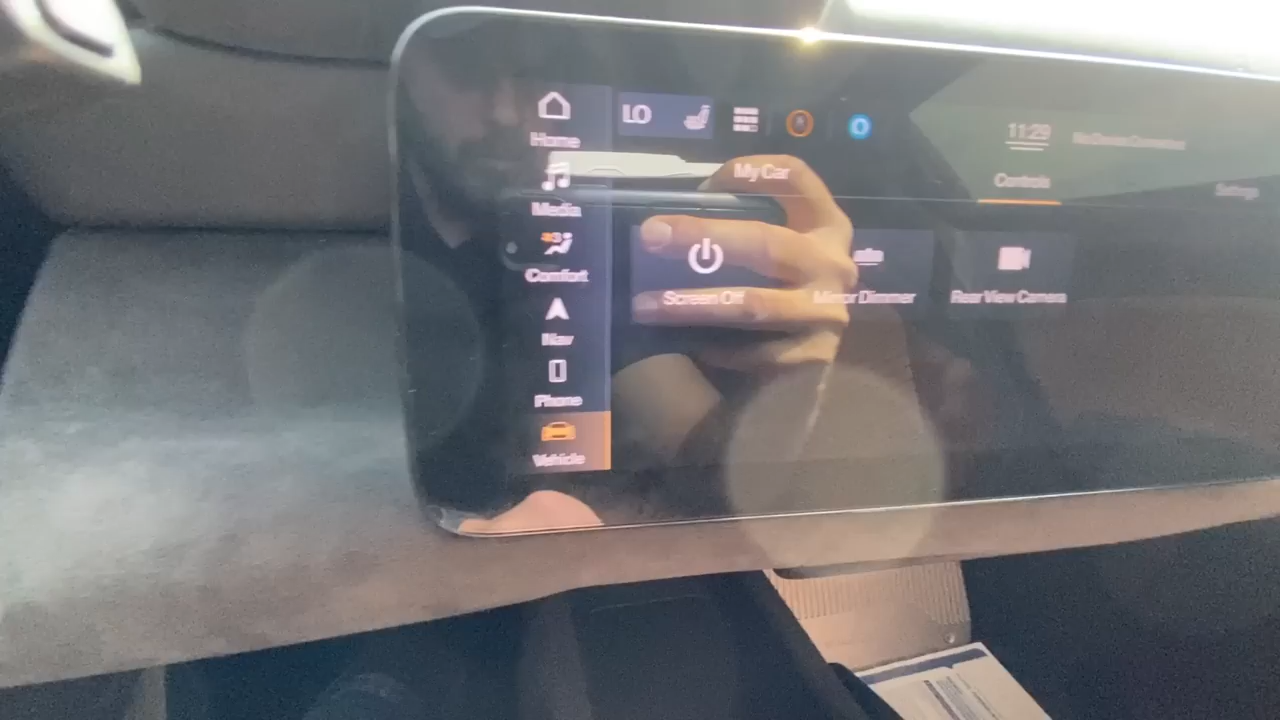 Home
LO
11:29
Media
My Car
Controls
Settings
Comfort
Screen Off
Mirror Dimmer
Rear View Camera
Nav
Phone
Vehicle